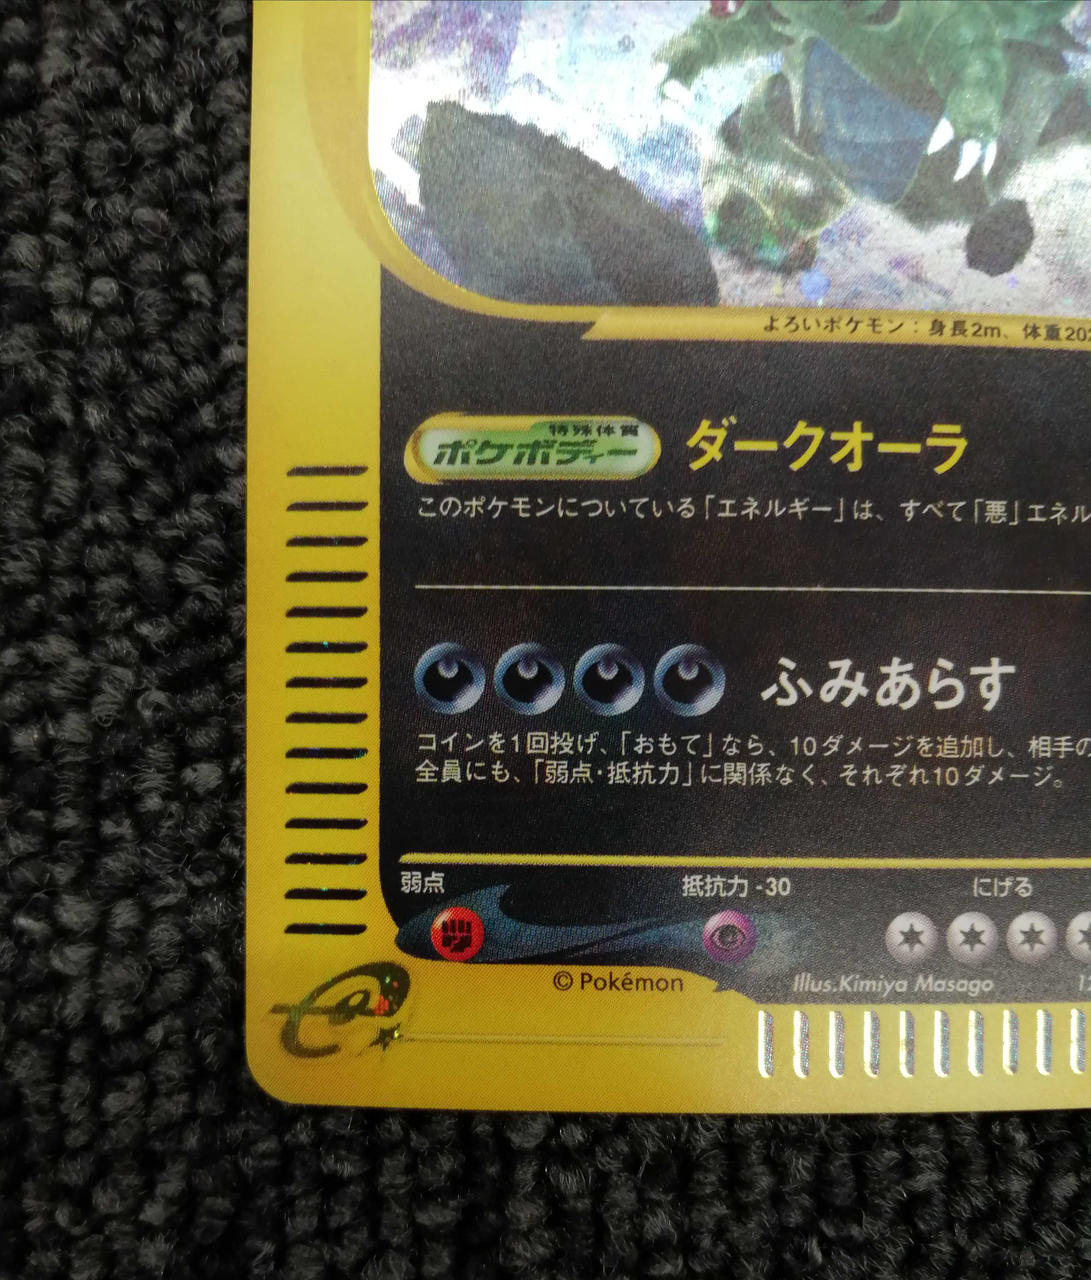 よろいポケモン：身長2m、体重202
特殊体質
ポケボディー
ダークオーラ
このポケモンについている「エネルギー」は、すべて「悪」エネル
ふみあらす
コインを1回投げ、「おもて」なら、10ダメージを追加し、相手の
全員にも、「弱点・抵抗力」に関係なく、それぞれ10ダメージ。
弱点
抵抗力 -30
にげる
© Pokémon
Illus.Kimiya Masago
e